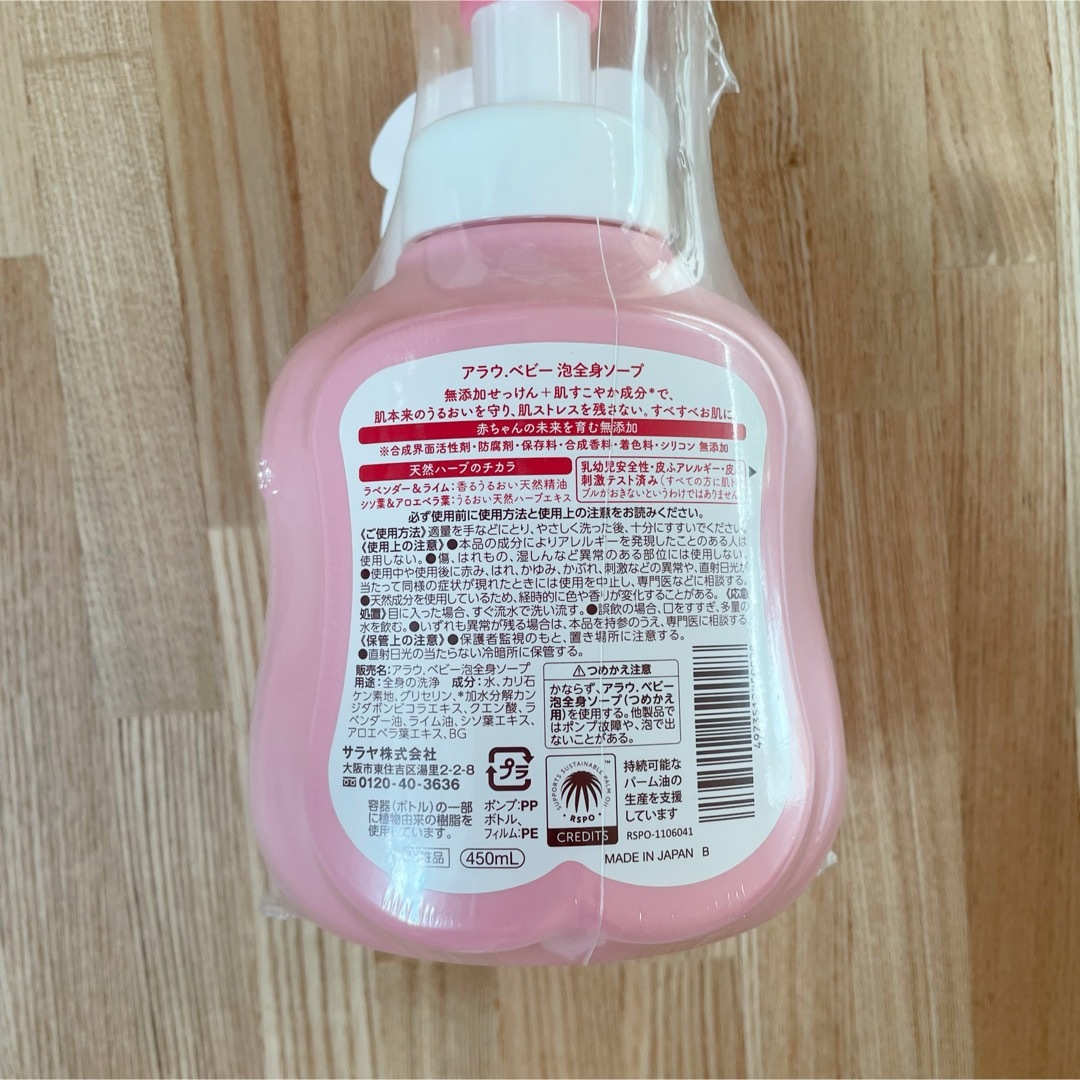 アラウ.ベビー 泡全身ソープ
無添加せっけん＋肌すこやか成分*で、
肌本来のうるおいを守り、肌ストレスを残さない。すべすべお肌に
赤ちゃんの未来を育む無添加
※合成界面活性剤・防腐剤・保存料・合成香料・着色料・シリコン 無添加
天然ハーブのチカラ
ラベンダー＆ライム：香るうるおい天然精油
シソ葉＆アロエベラ葉：うるおい天然ハーブエキス
乳幼児安全性・皮ふアレルギー・皮
刺激テスト済み(すべての方に肌ト
ブルがおきないというわけではありません
必ず使用前に使用方法と使用上の注意をお読みください。
《ご使用方法》適量を手などにとり、やさしく洗った後、十分にすすいでください。
《使用上の注意》●本品の成分によりアレルギーを発現したことのある人は
使用しない。●傷、はれもの、湿しんなど異常のある部位には使用しない。
●使用中や使用後に赤み、はれ、かゆみ、かぶれ、刺激などの異常や、直射日光が
当たって同様の症状が現れたときには使用を中止し、専門医などに相談する。
●天然成分を使用しているため、経時的に色や香りが変化することがある。《応急
処置》目に入った場合、すぐ流水で洗い流す。●誤飲の場合、口をすすぎ、多量の
水を飲む。●いずれも異常が残る場合は、本品を持参のうえ、専門医に相談する。
《保管上の注意》●保護者監視のもと、置き場所に注意する。
●直射日光の当たらない冷暗所に保管する。
販売名：アラウ.ベビー泡全身ソープ
用途：全身の洗浄 成分：水、カリ石
ケン素地、グリセリン、*加水分解カン
ジダボンビコラエキス、クエン酸、ラ
ベンダー油、ライム油、シソ葉エキス、
アロエベラ葉エキス、BG
サラヤ株式会社
大阪市東住吉区湯里2-2-8
0120-40-3636
容器（ボトル）の一部
に植物由来の樹脂を
使用しています。
粧品
450mL
⚠つめかえ注意
かならず、アラウ.ベビー
泡全身ソープ(つめかえ
用)を使用する。他製品で
はポンプ故障や、泡で出
ないことがある。
プラ
ポンプ：PP
ボトル、
フィルム：PE
SUPPORTS SUSTAINABLE PALM OIL
RSPO
™
CREDITS
持続可能な
パーム油の
生産を支援
しています
RSPO-1106041
MADE IN JAPAN B